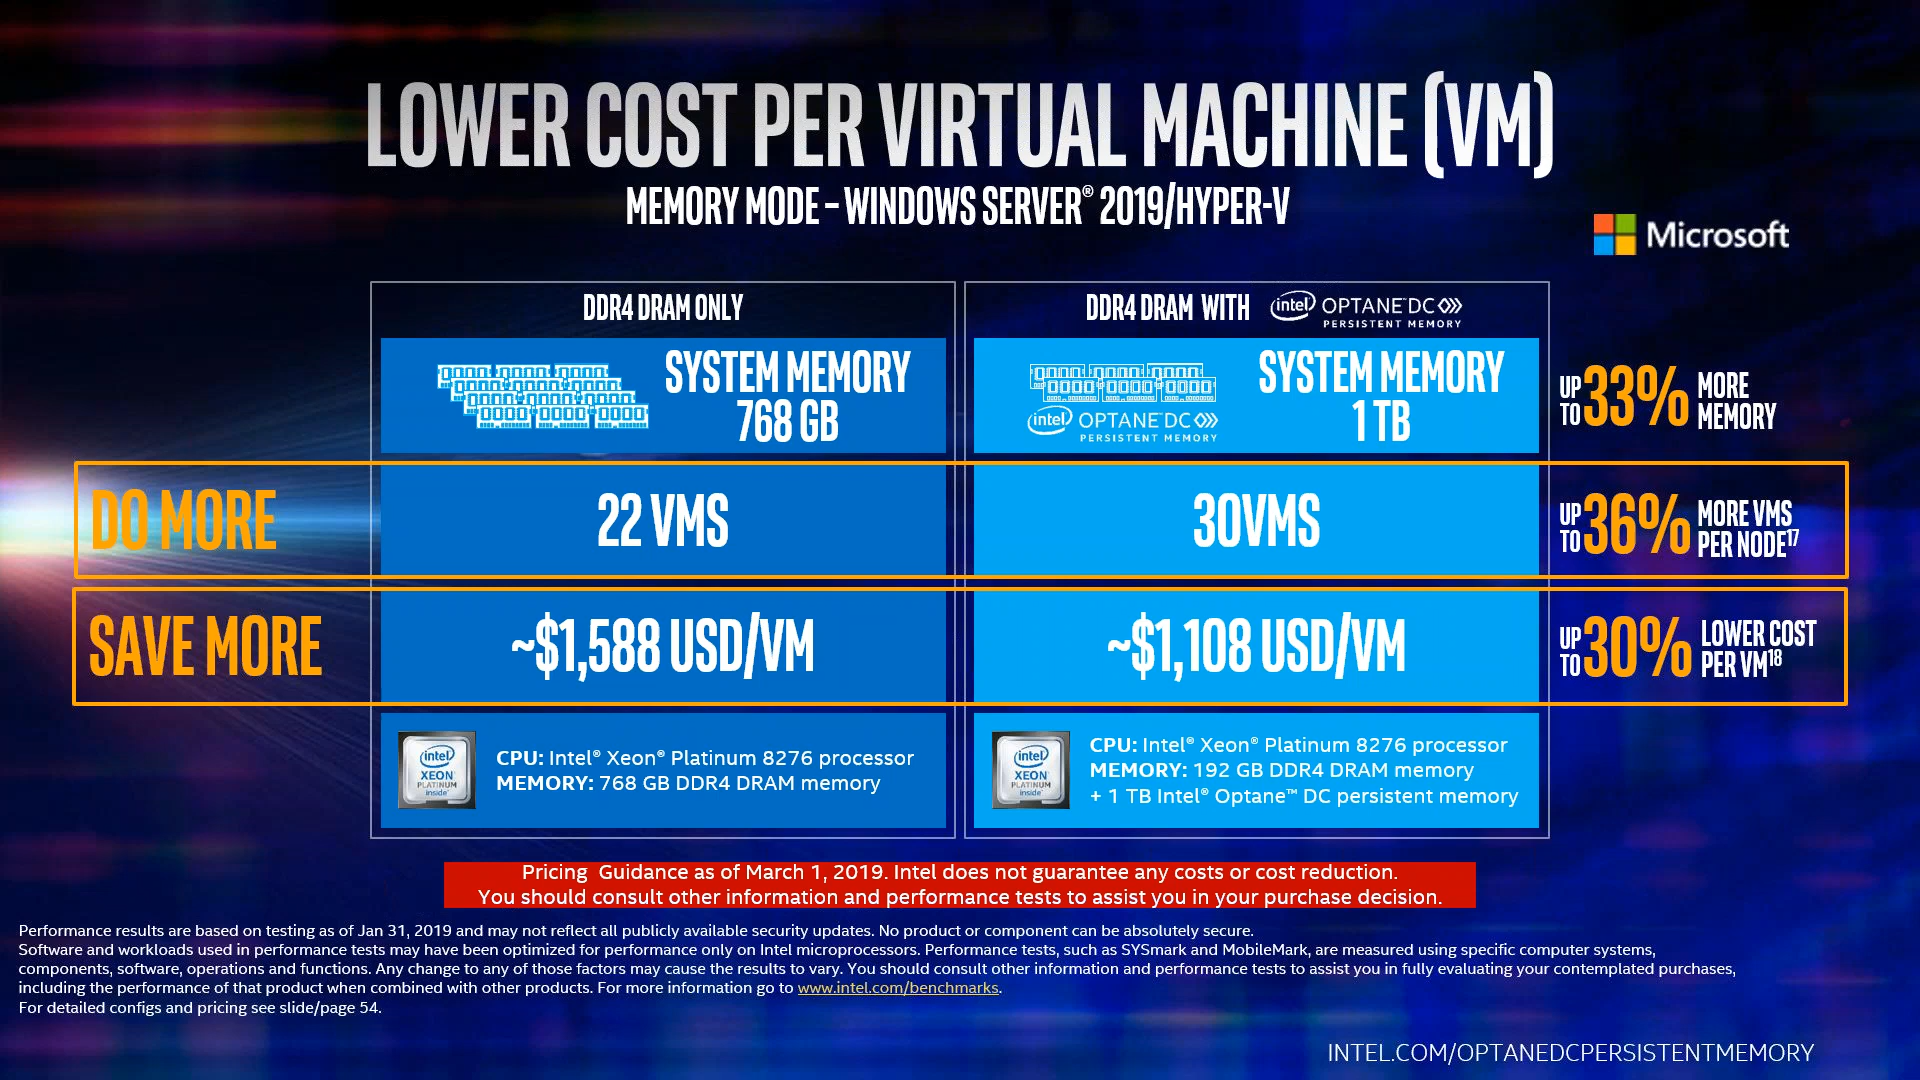 LOWER COST PER VIRTUAL MACHINE (VM)
MEMORY MODE – WINDOWS SERVER® 2019/HYPER-V
Microsoft
DDR4 DRAM ONLY
DDR4 DRAM WITH intel OPTANE™ DC
PERSISTENT MEMORY
SYSTEM MEMORY
768 GB
intel OPTANE™ DC
PERSISTENT MEMORY
SYSTEM MEMORY
1 TB
UP TO 33% MORE MEMORY
DO MORE
22 VMS
30VMS
UP TO 36% MORE VMS PER NODE17
SAVE MORE
~$1,588 USD/VM
~$1,108 USD/VM
UP TO 30% LOWER COST PER VM18
intel
XEON
PLATINUM
inside™
CPU: Intel® Xeon® Platinum 8276 processor
MEMORY: 768 GB DDR4 DRAM memory
intel
XEON
PLATINUM
inside™
CPU: Intel® Xeon® Platinum 8276 processor
MEMORY: 192 GB DDR4 DRAM memory
+ 1 TB Intel® Optane™ DC persistent memory
Pricing Guidance as of March 1, 2019. Intel does not guarantee any costs or cost reduction.
You should consult other information and performance tests to assist you in your purchase decision.
Performance results are based on testing as of Jan 31, 2019 and may not reflect all publicly available security updates. No product or component can be absolutely secure.
Software and workloads used in performance tests may have been optimized for performance only on Intel microprocessors. Performance tests, such as SYSmark and MobileMark, are measured using specific computer systems,
components, software, operations and functions. Any change to any of those factors may cause the results to vary. You should consult other information and performance tests to assist you in fully evaluating your contemplated purchases,
including the performance of that product when combined with other products. For more information go to www.intel.com/benchmarks.
For detailed configs and pricing see slide/page 54.
INTEL.COM/OPTANEDCPERSISTENTMEMORY